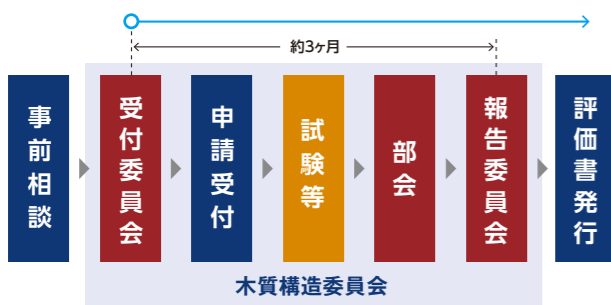 約3ヶ月
事前相談
受付委員会
申請受付
試験等
部会
報告委員会
評価書発行
木質構造委員会